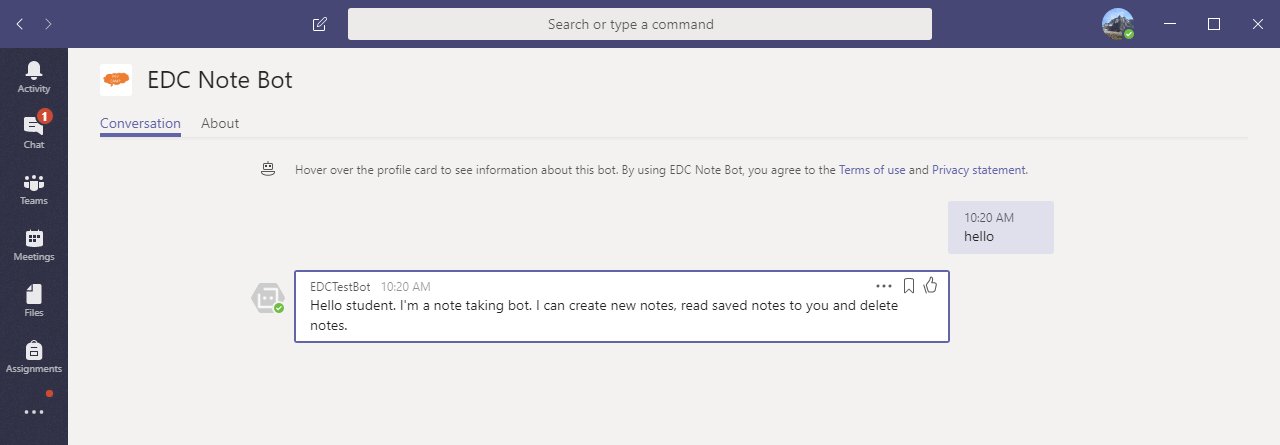 Search or type a command
Activity
1
Chat
Teams
Meetings
Files
Assignments
EDC Note Bot
Conversation About
Hover over the profile card to see information about this bot. By using EDC Note Bot, you agree to the Terms of use and Privacy statement.
10:20 AM
hello
EDCTestBot 10:20 AM
Hello student. I'm a note taking bot. I can create new notes, read saved notes to you and delete
notes.